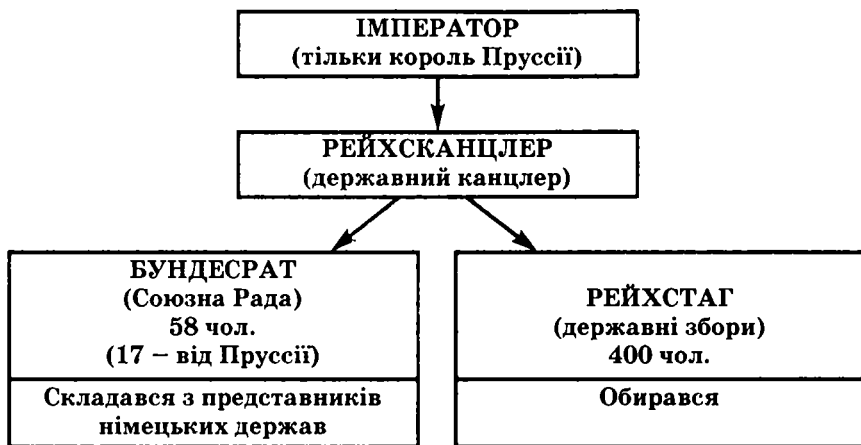 ІМПЕРАТОР
(тільки король Пруссії)
РЕЙХСКАНЦЛЕР
(державний канцлер)
БУНДЕСРАТ
(Союзна Рада)
58 чол.
(17 – від Пруссії)
Складався з представників
німецьких держав
РЕЙХСТАГ
(державні збори)
400 чол.
Обирався